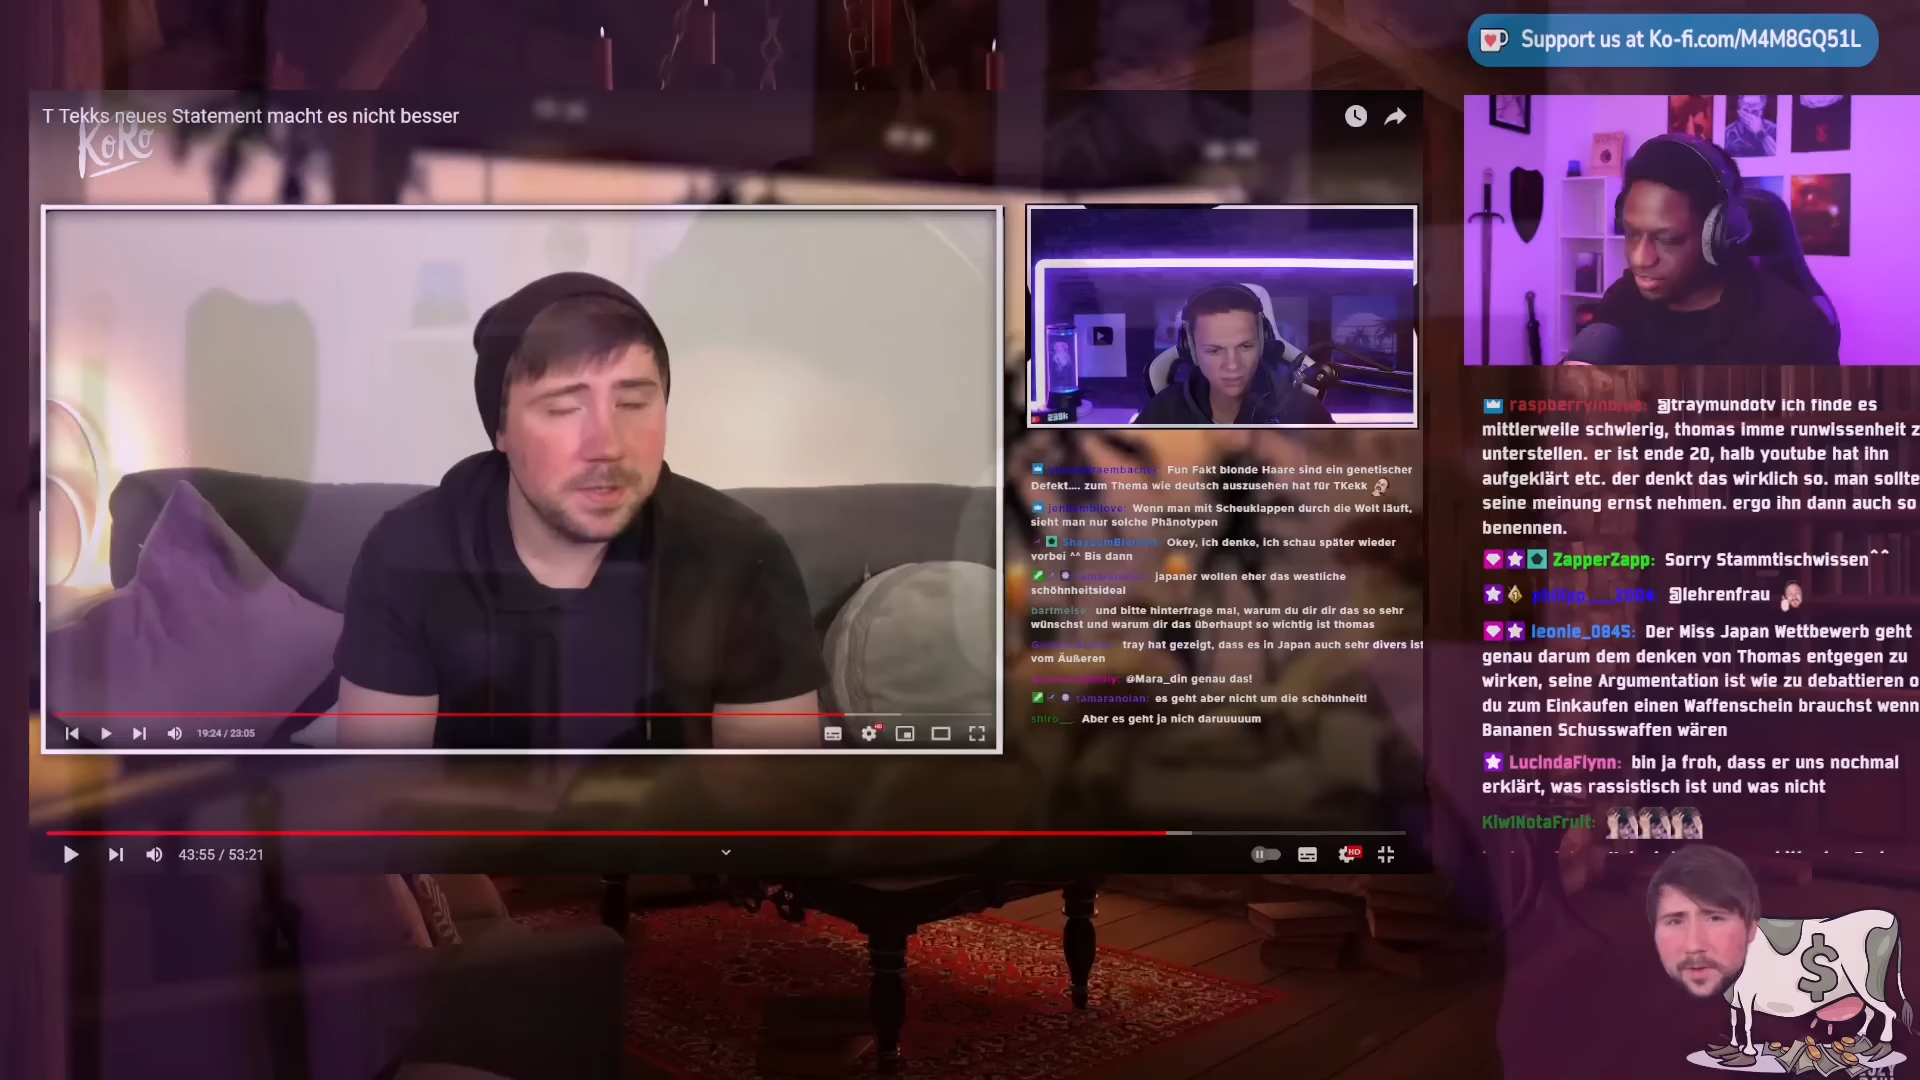 Support us at Ko-fi.com/M4M8GQ51L
T Tekks neues Statement macht es nicht besser
KoRo
19:24 / 23:05
HD
43:55 / 53:21
HD
233k
Fun Fakt blonde Haare sind ein genetischer
Defekt.... zum Thema wie deutsch auszusehen hat für TKekk
Wenn man mit Scheuklappen durch die Welt läuft,
sieht man nur solche Phänotypen
Okey, ich denke, ich schau später wieder
vorbei ^^ Bis dann
japaner wollen eher das westliche
schöhnheitsideal
bartmeise: und bitte hinterfrage mal, warum du dir das so sehr
wünschst und warum dir das überhaupt so wichtig ist thomas
tray hat gezeigt, dass es in Japan auch sehr divers ist
vom Äußeren
@Mara_din genau das!
tamaranolan: es geht aber nicht um die schöhnheit!
shiro__: Aber es geht ja nich daruuuuum
@traymundotv ich finde es
mittlerweile schwierig, thomas imme runwissenheit z
unterstellen. er ist ende 20, halb youtube hat ihn
aufgeklärt etc. der denkt das wirklich so. man sollte
seine meinung ernst nehmen. ergo ihn dann auch so
benennen.
ZapperZapp: Sorry Stammtischwissen^^
philipp___2004: @lehrenfrau
leonie_0845: Der Miss Japan Wettbewerb geht
genau darum dem denken von Thomas entgegen zu
wirken, seine Argumentation ist wie zu debattieren o
du zum Einkaufen einen Waffenschein brauchst wenn
Bananen Schusswaffen wären
LucindaFlynn: bin ja froh, dass er uns nochmal
erklärt, was rassistisch ist und was nicht
KiwiNotaFruit:
$